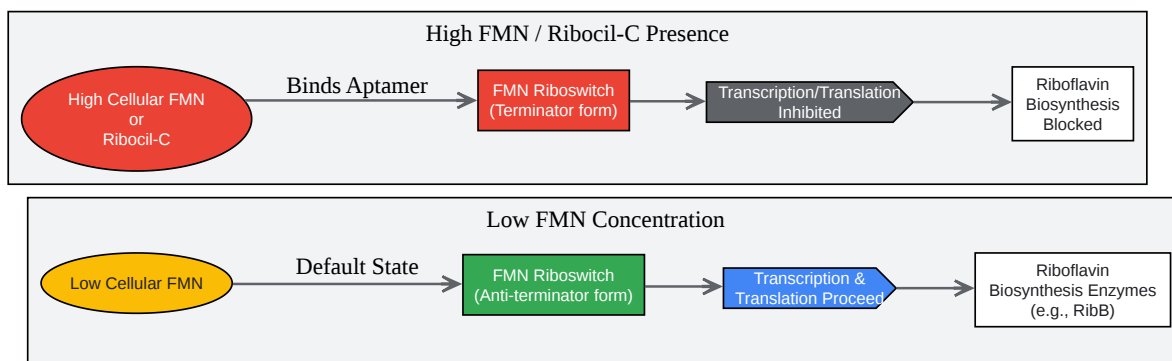 High FMN / Ribocil-C Presence
High Cellular FMN
or
Ribocil-C
Binds Aptamer
FMN Riboswitch
(Terminator form)
Transcription/Translation
Inhibited
Riboflavin
Biosynthesis
Blocked
Low FMN Concentration
Low Cellular FMN
Default State
FMN Riboswitch
(Anti-terminator form)
Transcription &
Translation Proceed
Riboflavin
Biosynthesis Enzymes
(e.g., RibB)